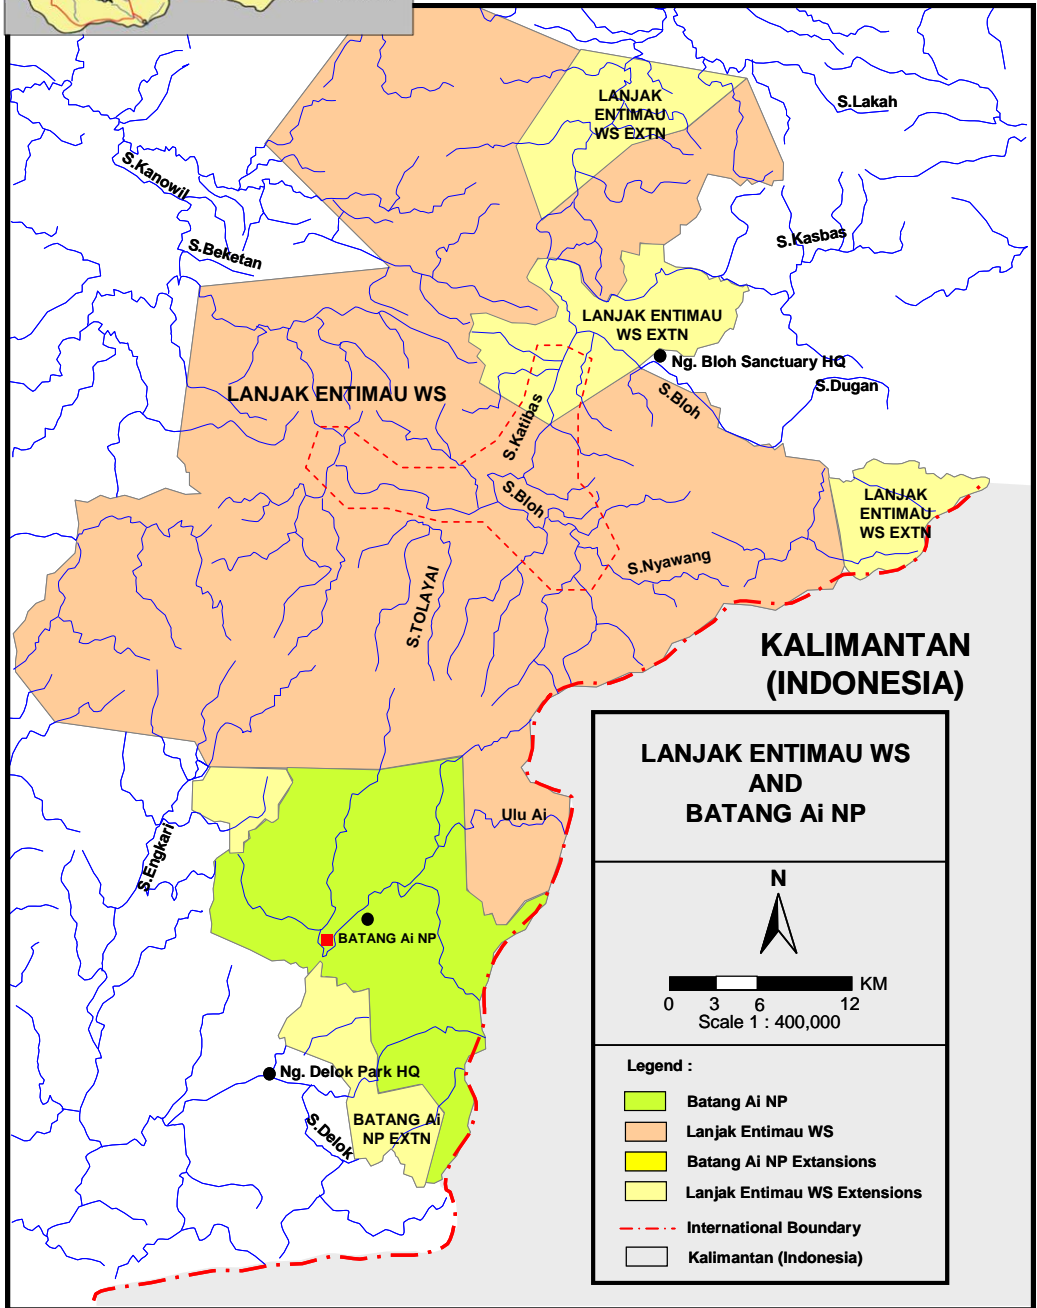 LANJAK
ENTIMAU
WS EXTN
S.Lakah
S.Kanowil
S.Kasbas
S.Beketan
LANJAK ENTIMAU
WS EXTN
Ng. Bloh Sanctuary HQ
LANJAK ENTIMAU WS
S.Dugan
S.Bloh
S.Katibas
S.Bloh
LANJAK
ENTIMAU
WS EXTN
S.Nyawang
S.TOLAYAI
KALIMANTAN
(INDONESIA)
LANJAK ENTIMAU WS
AND
BATANG Ai NP
Ulu Ai
S.Engkari
N
BATANG Ai NP
KM
0 3 6 12
Scale 1 : 400,000
Ng. Delok Park HQ
BATANG Ai
NP EXTN
S.Delok
Legend :
Batang Ai NP
Lanjak Entimau WS
Batang Ai NP Extansions
Lanjak Entimau WS Extensions
International Boundary
Kalimantan (Indonesia)